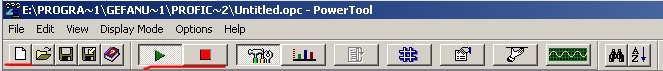 E:\PROGRA~1\GEFANU~1\PROFIC~2\Untitled.opc - PowerTool
File Edit View Display Mode Options Help
A
Z